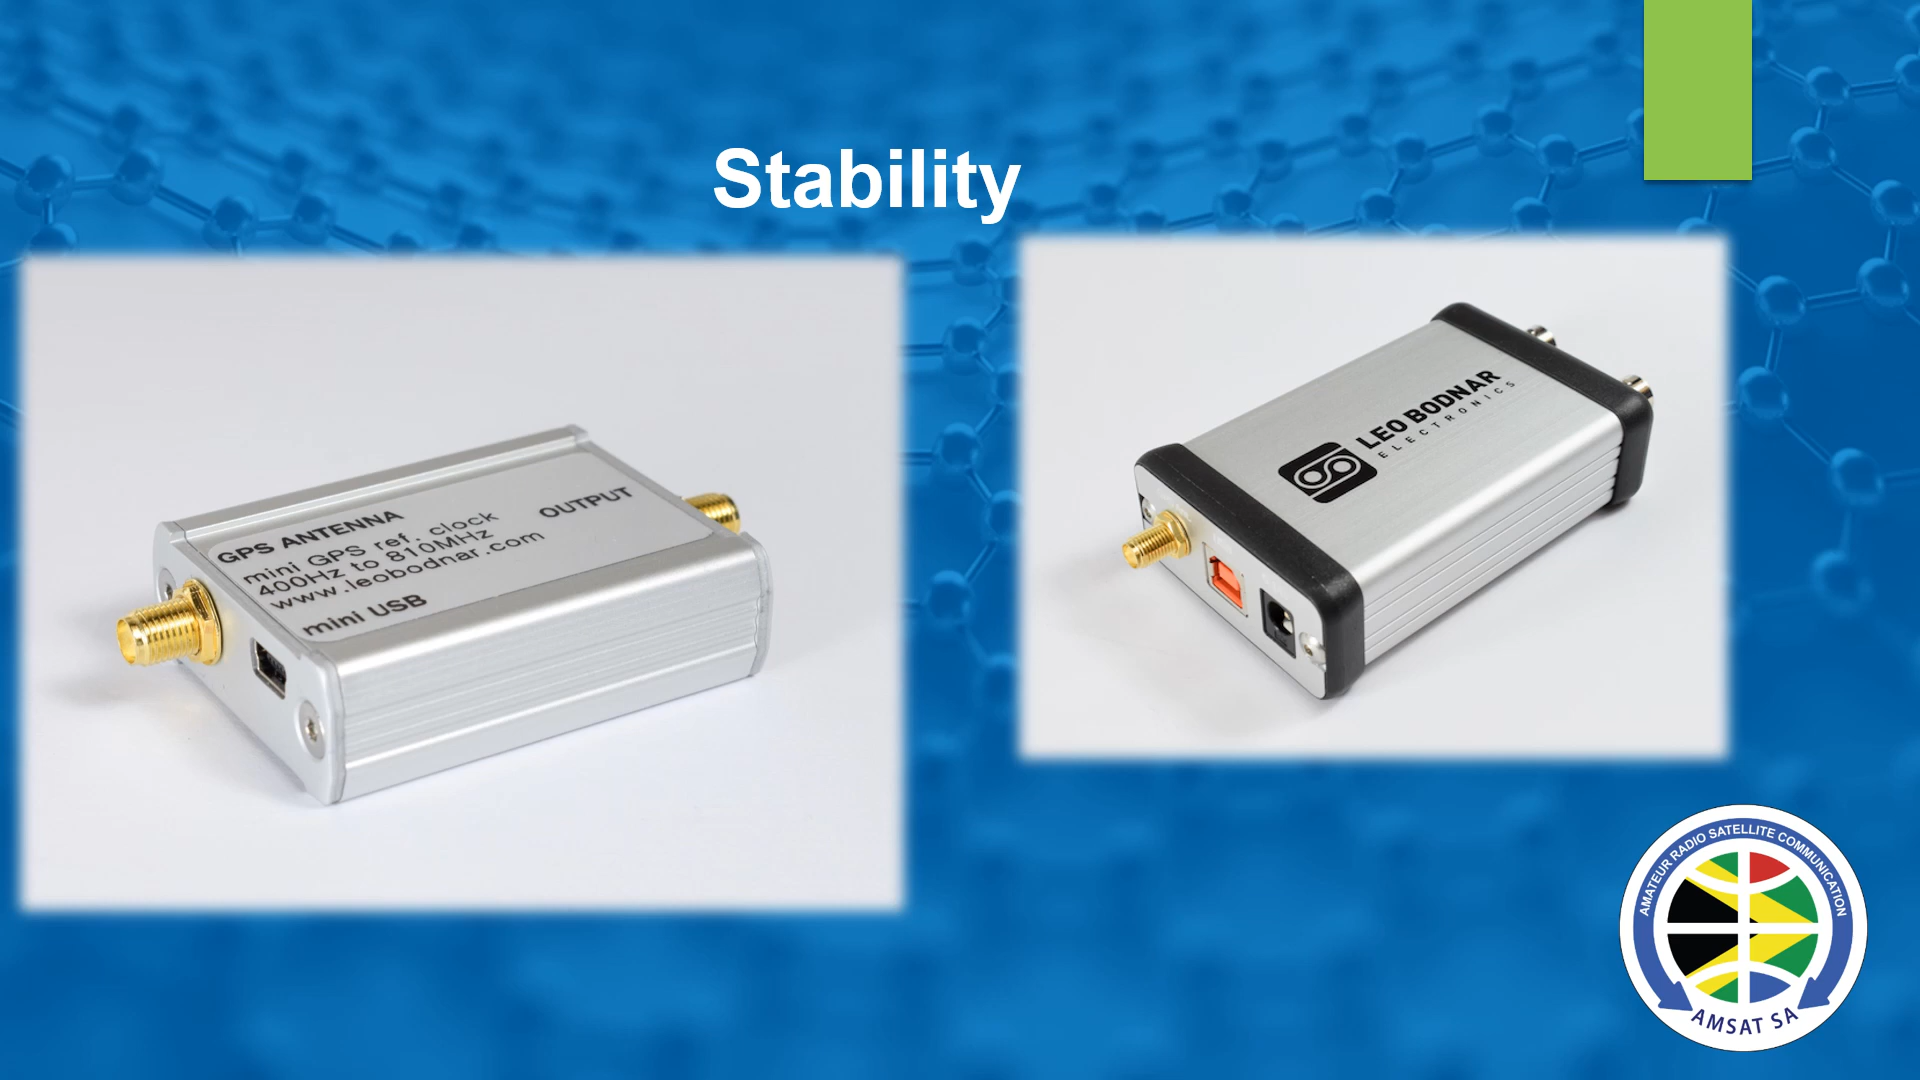 Stability
GPS ANTENNA
mini GPS ref. clock
400Hz to 810MHz
www.leobodnar.com
mini USB
OUTPUT
LEO BODNAR
ELECTRONICS
AMATEUR RADIO SATELLITE COMMUNICATION
AMSAT SA